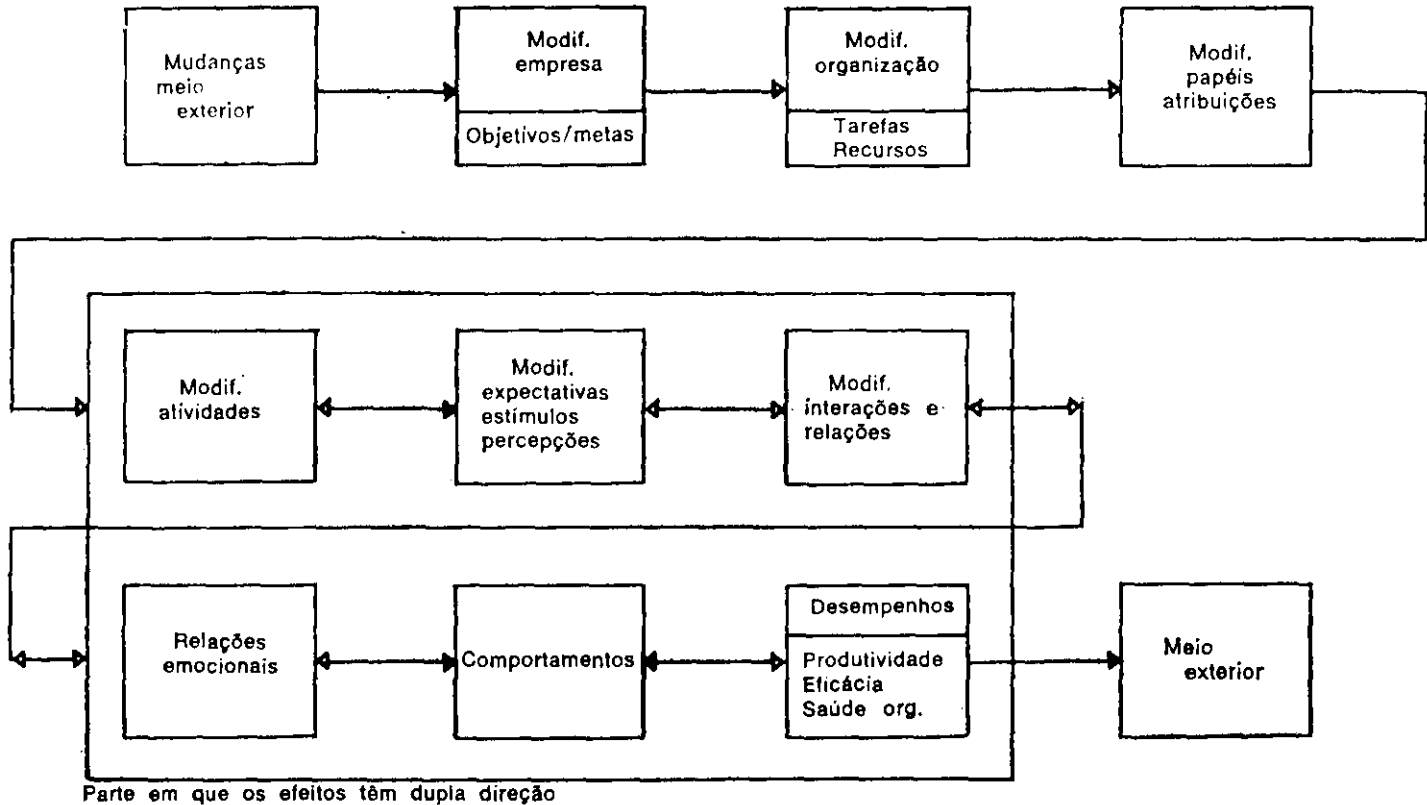 Mudanças
meio
exterior
Modif.
empresa
Objetivos/metas
Modif.
organização
Tarefas
Recursos
Modif.
papéis
atribuições
Modif.
atividades
Modif.
expectativas
estímulos
percepções
Modif.
interações e
relações
Relações
emocionais
Comportamentos
Desempenhos
Produtividade
Eficácia
Saúde org.
Meio
exterior
Parte em que os efeitos têm dupla direção